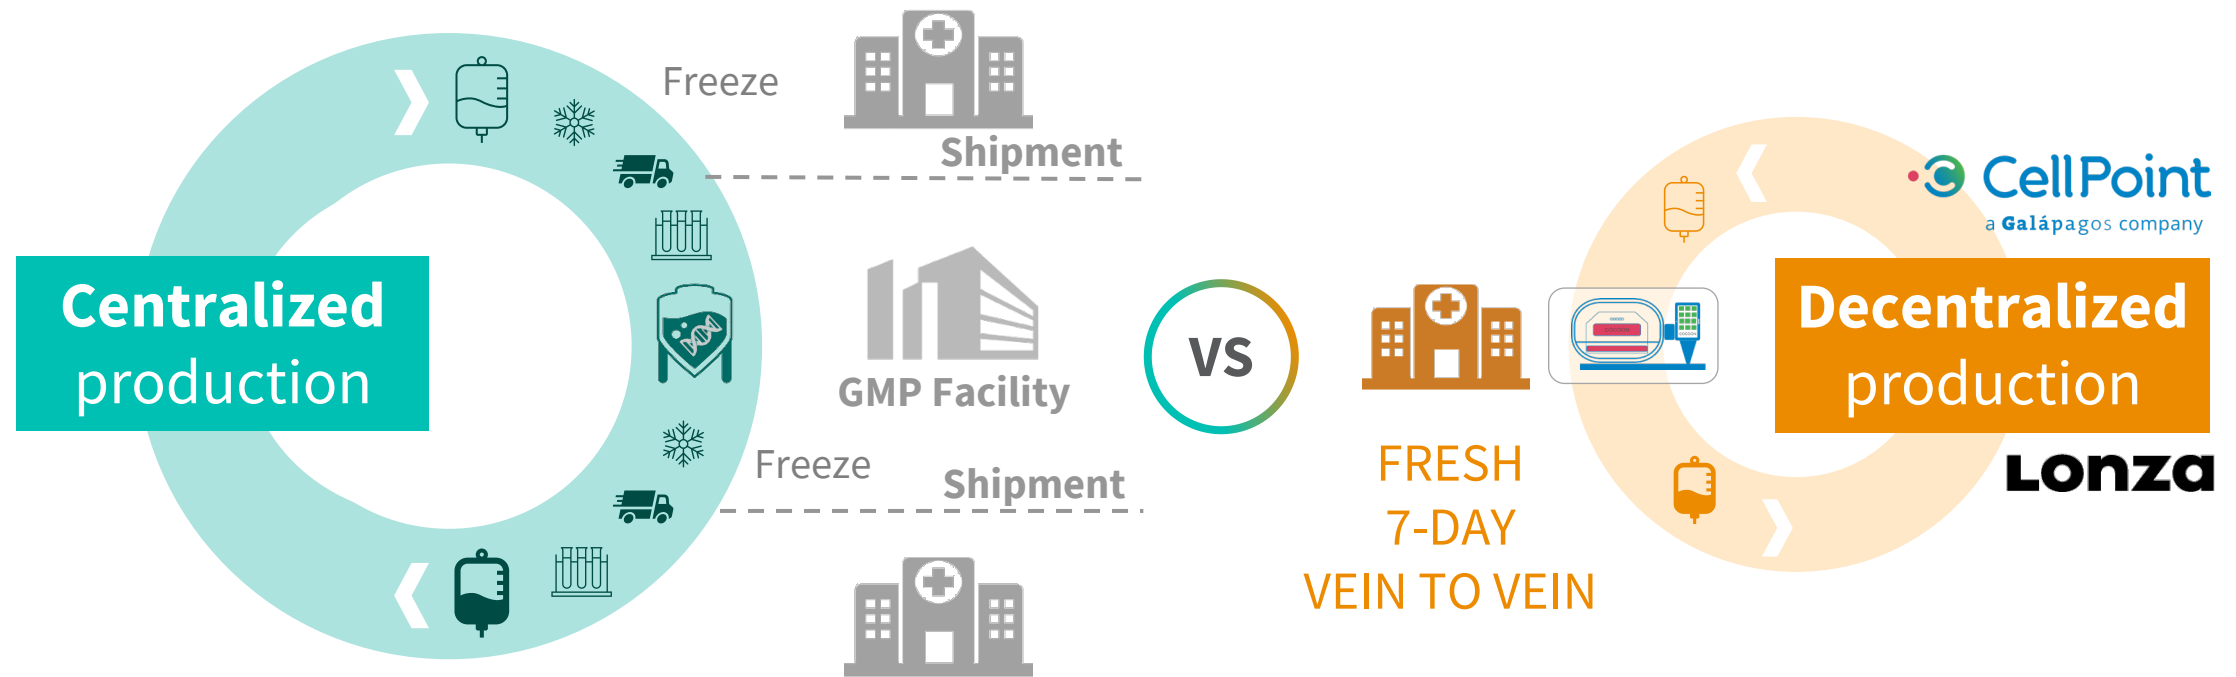 Freeze
Shipment
Centralized
production
GMP Facility
Freeze
Shipment
VS
CellPoint
a Galápagos company
Decentralized
production
Lonza
FRESH
7-DAY
VEIN TO VEIN